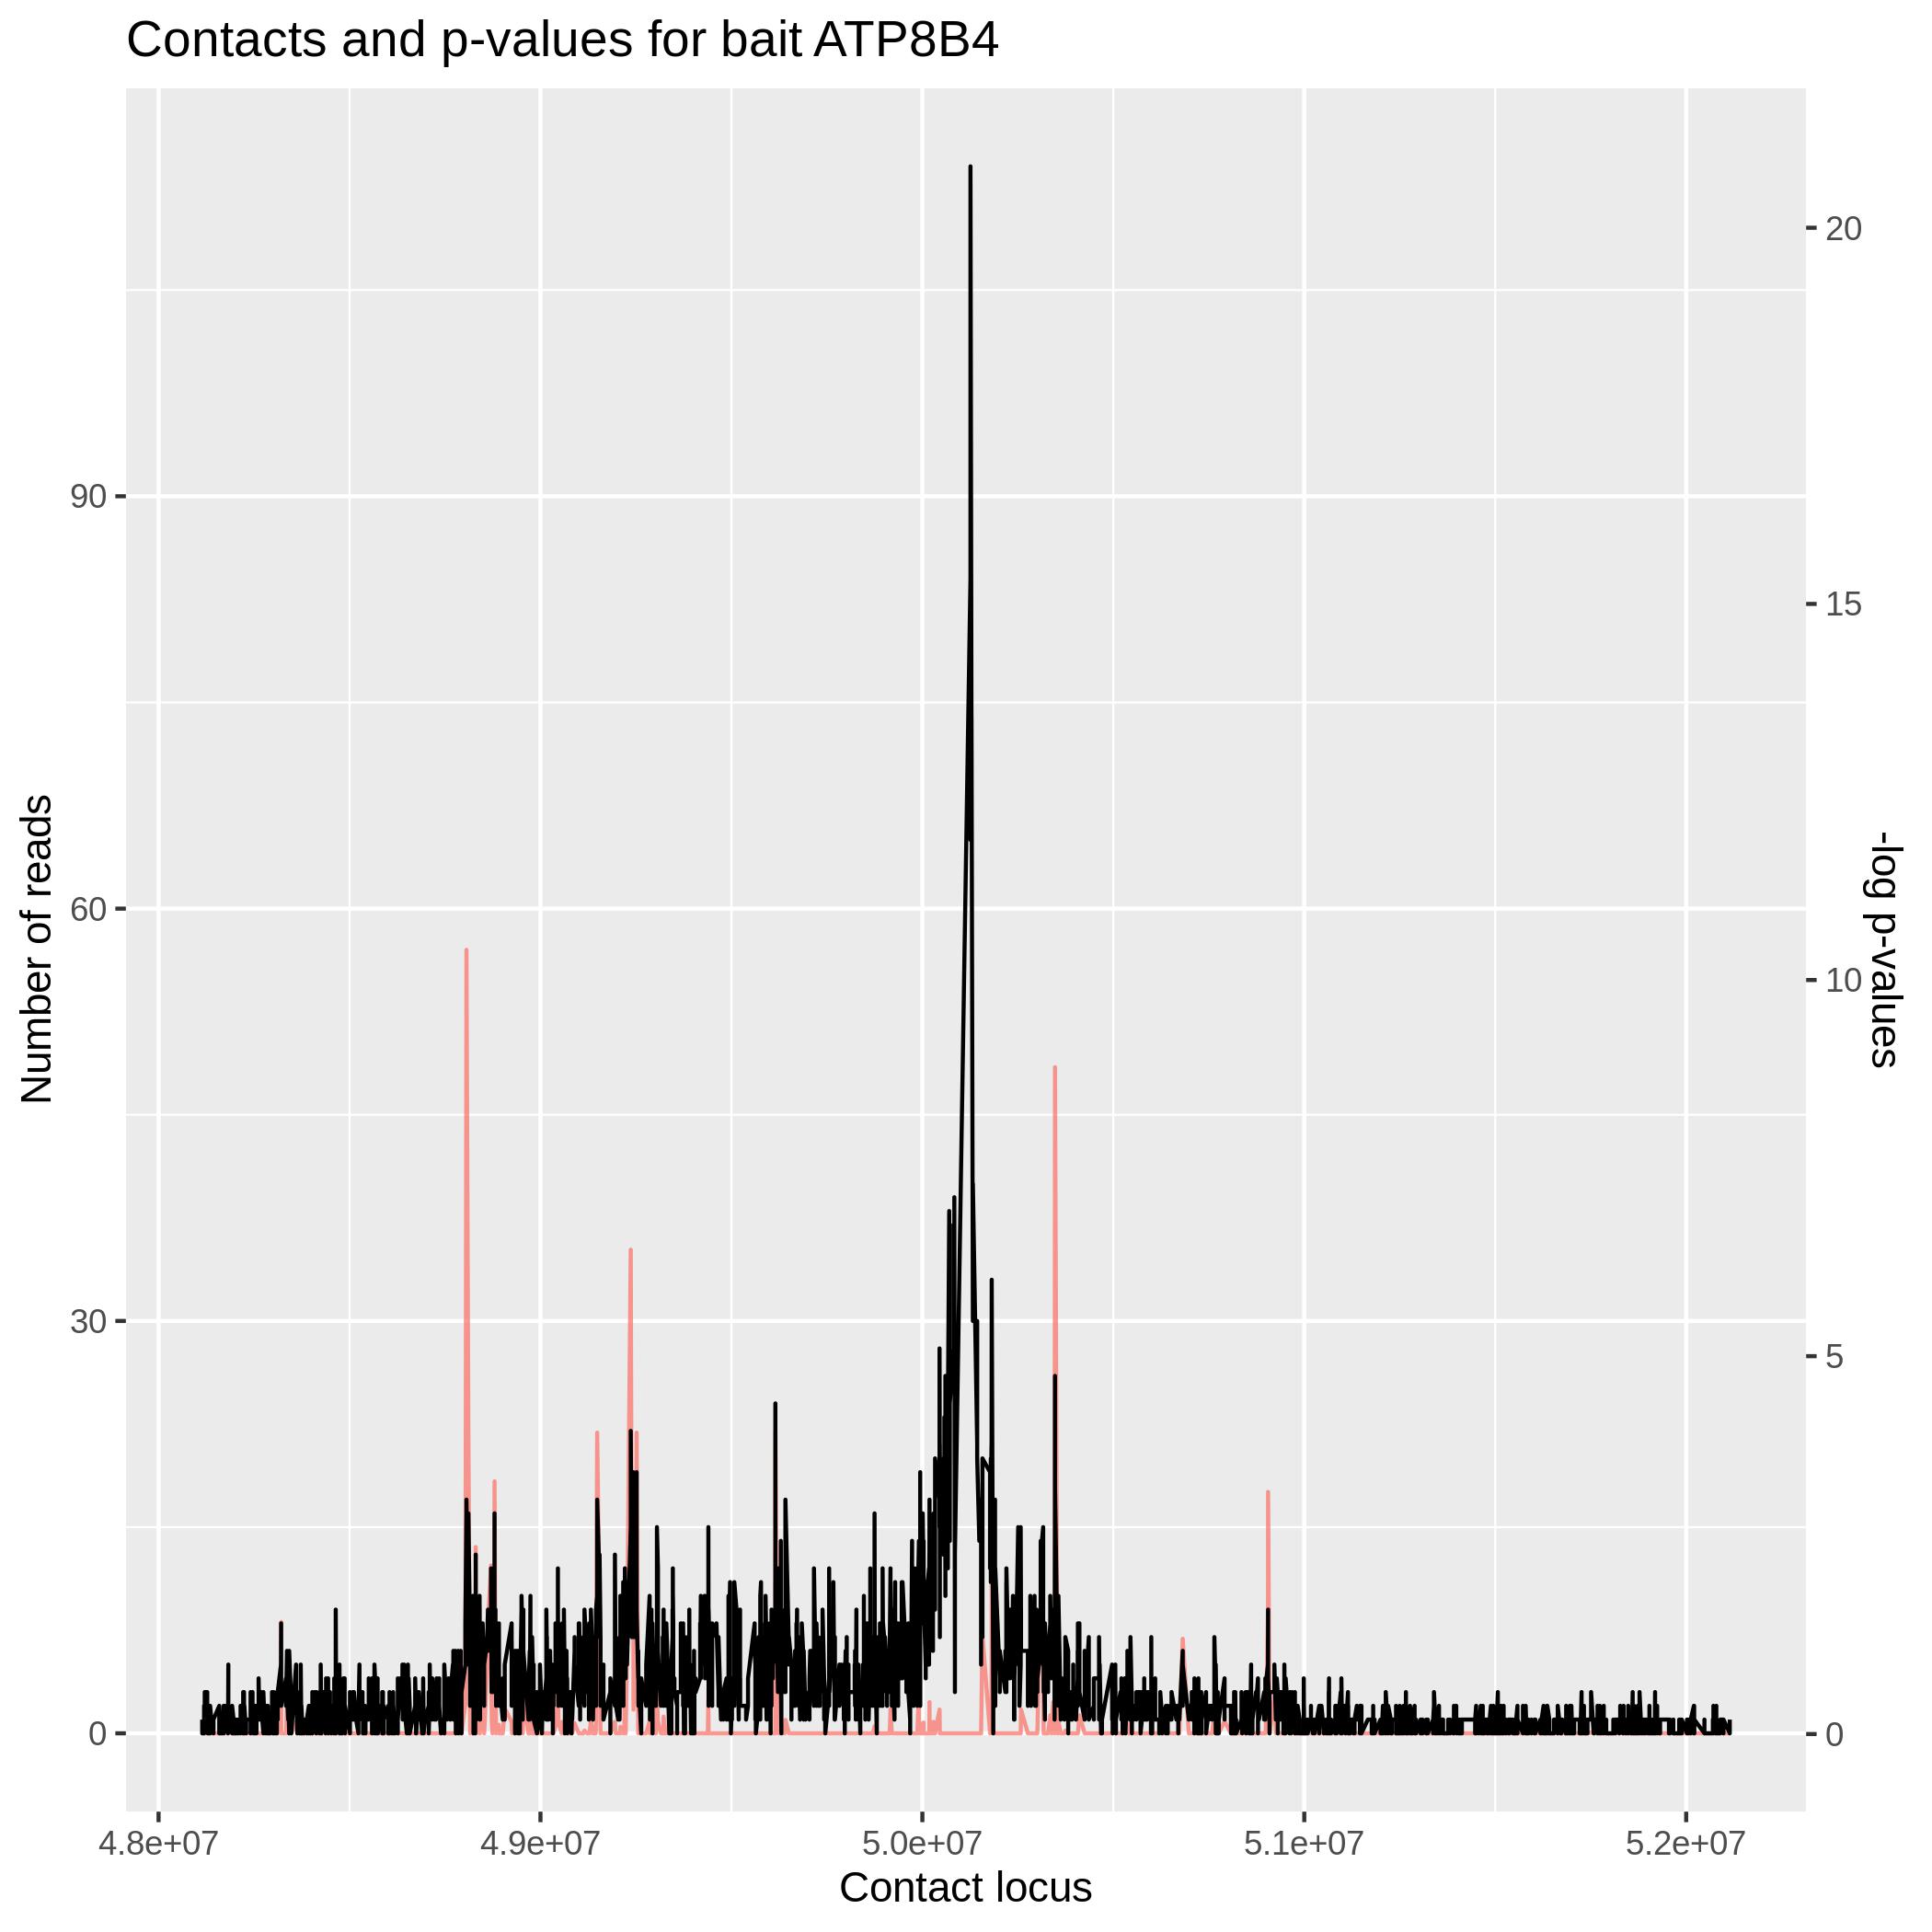 Contacts and p-values for bait ATP8B4
Number of reads
90
60
30
0
20
15
10
5
0
-log p-values
4.8e+07
4.9e+07
5.0e+07
5.1e+07
5.2e+07
Contact locus